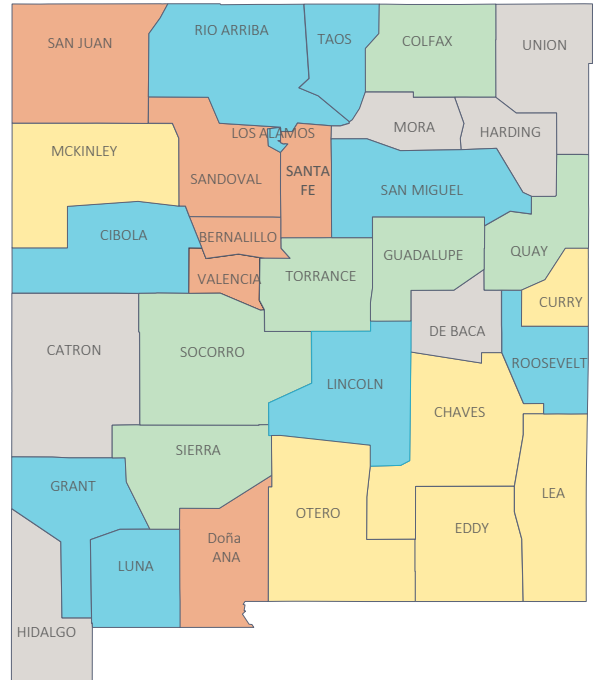 RIO ARRIBA
TAOS
SAN JUAN
COLFAX
UNION
MORA
HARDING
LOS ALAMOS
MCKINLEY
SANDOVAL
SANTA
FE
SAN MIGUEL
CIBOLA
BERNALILLO
QUAY
GUADALUPE
VALENCIA
TORRANCE
CURRY
DE BACA
CATRON
SOCORRO
ROOSEVELT
LINCOLN
CHAVES
SIERRA
GRANT
LEA
OTERO
EDDY
Doña
ANA
LUNA
HIDALGO